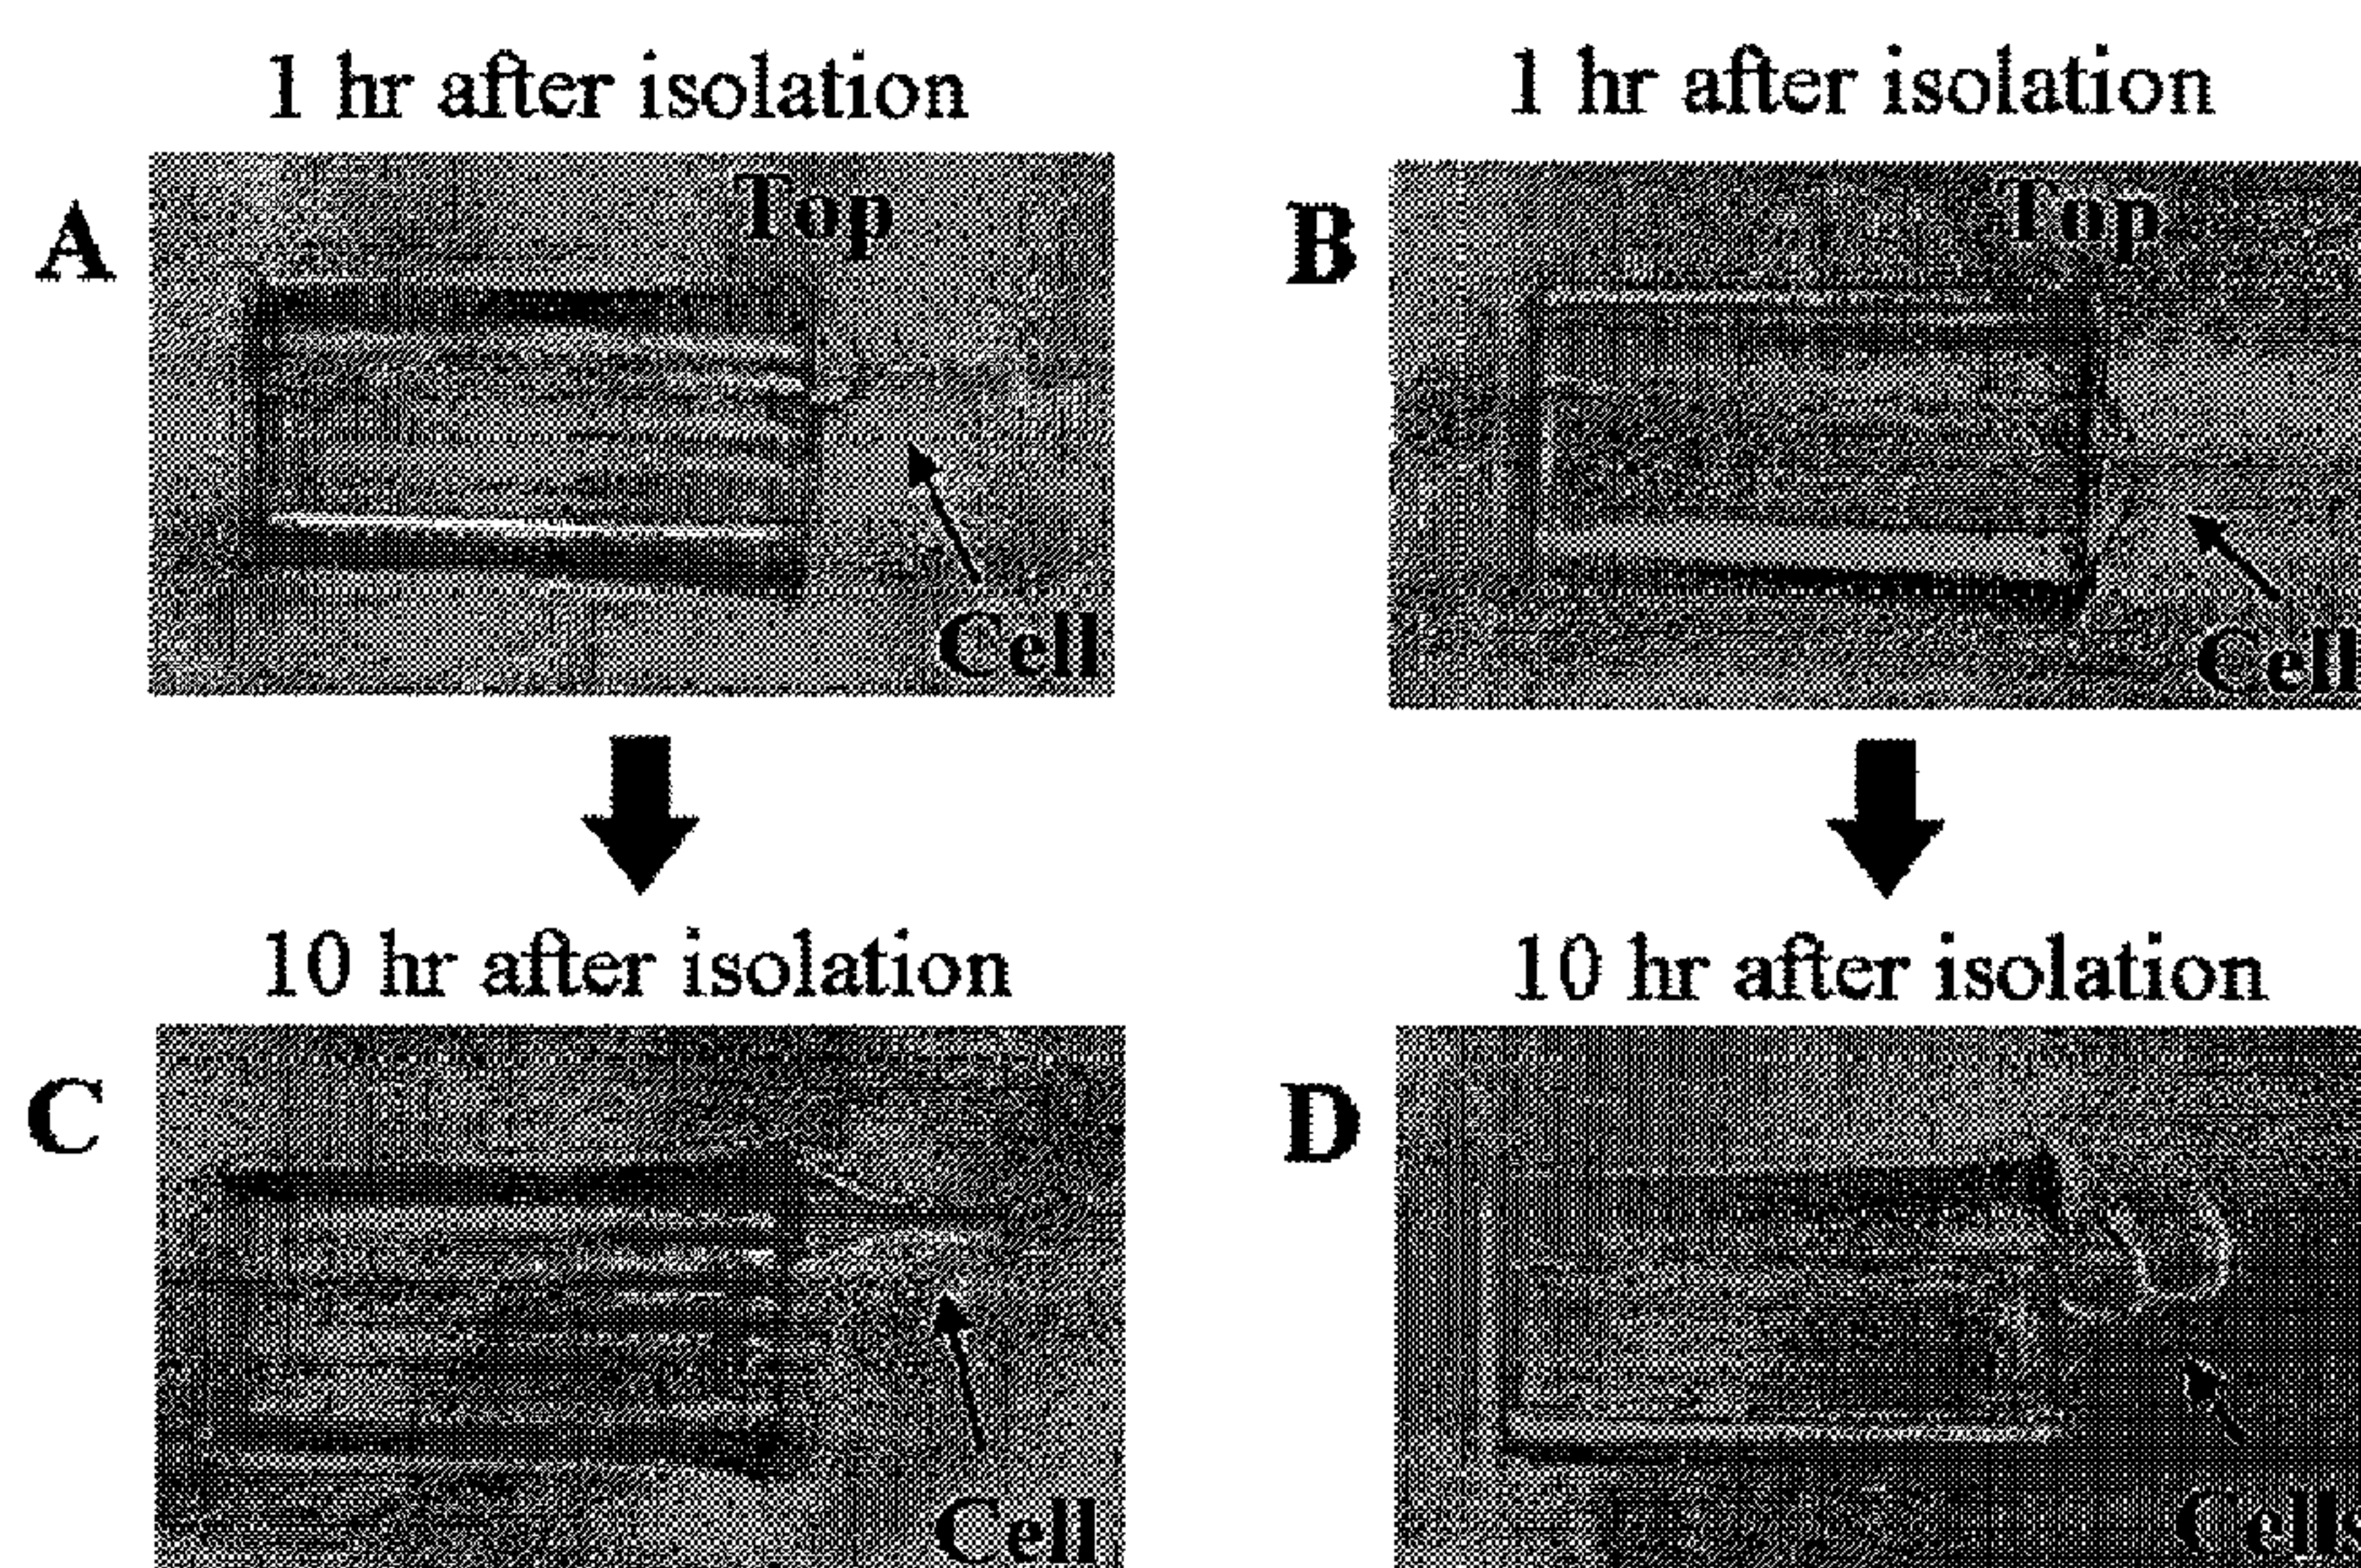 1 hr after isolation
1 hr after isolation
A
Top
Cell
B
Top
Cell
10 hr after isolation
10 hr after isolation
C
Cell
D
Cells